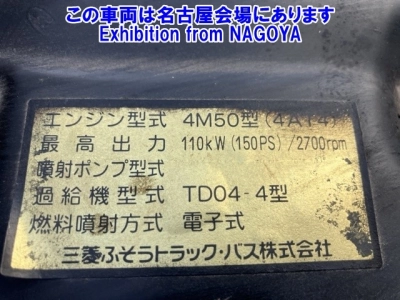 この車両は名古屋会場にあります
Exhibition from NAGOYA
エンジン型式 4M50型(4AT4)
最高出力 110kW(150PS)/2700rpm
噴射ポンプ型式
過給機型式 TD04-4型
燃料噴射方式 電子式
三菱ふそうトラック・バス株式会社